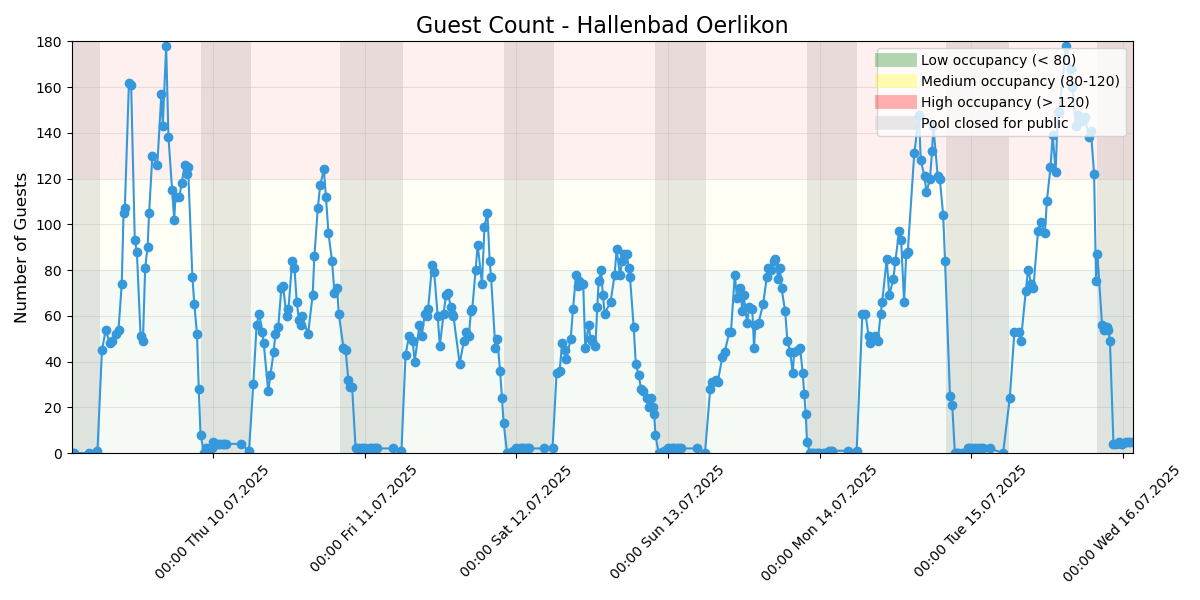 Guest Count - Hallenbad Oerlikon
Number of Guests
180
160
140
120
100
80
60
40
20
0
Low occupancy (< 80)
Medium occupancy (80-120)
High occupancy (> 120)
Pool closed for public
00:00 Thu 10.07.2025
00:00 Fri 11.07.2025
00:00 Sat 12.07.2025
00:00 Sun 13.07.2025
00:00 Mon 14.07.2025
00:00 Tue 15.07.2025
00:00 Wed 16.07.2025